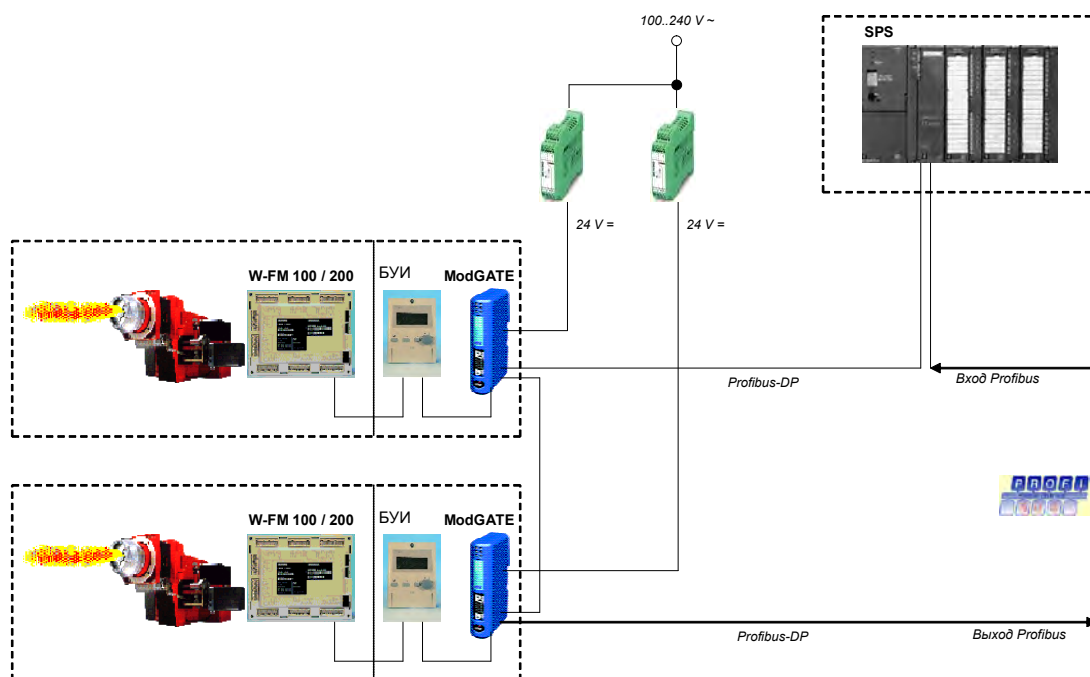 100..240 V ~
SPS
24 V =
24 V =
W-FM 100 / 200
БУИ
ModGATE
Profibus-DP
Вход Profibus
PROFI
W-FM 100 / 200
БУИ
ModGATE
Profibus-DP
Выход Profibus